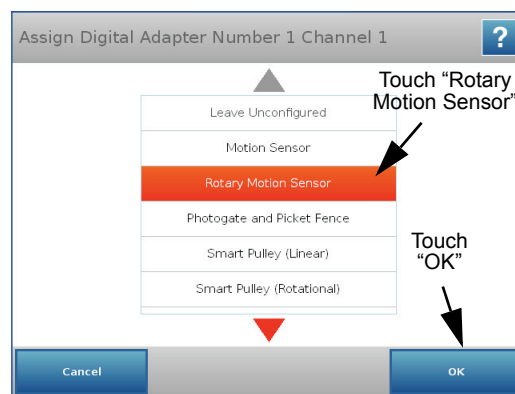 Assign Digital Adapter Number 1 Channel 1
?
Touch “Rotary
Motion Sensor”
Leave Unconfigured
Motion Sensor
Rotary Motion Sensor
Photogate and Picket Fence
Smart Pulley (Linear)
Smart Pulley (Rotational)
Touch
“OK”
Cancel
OK